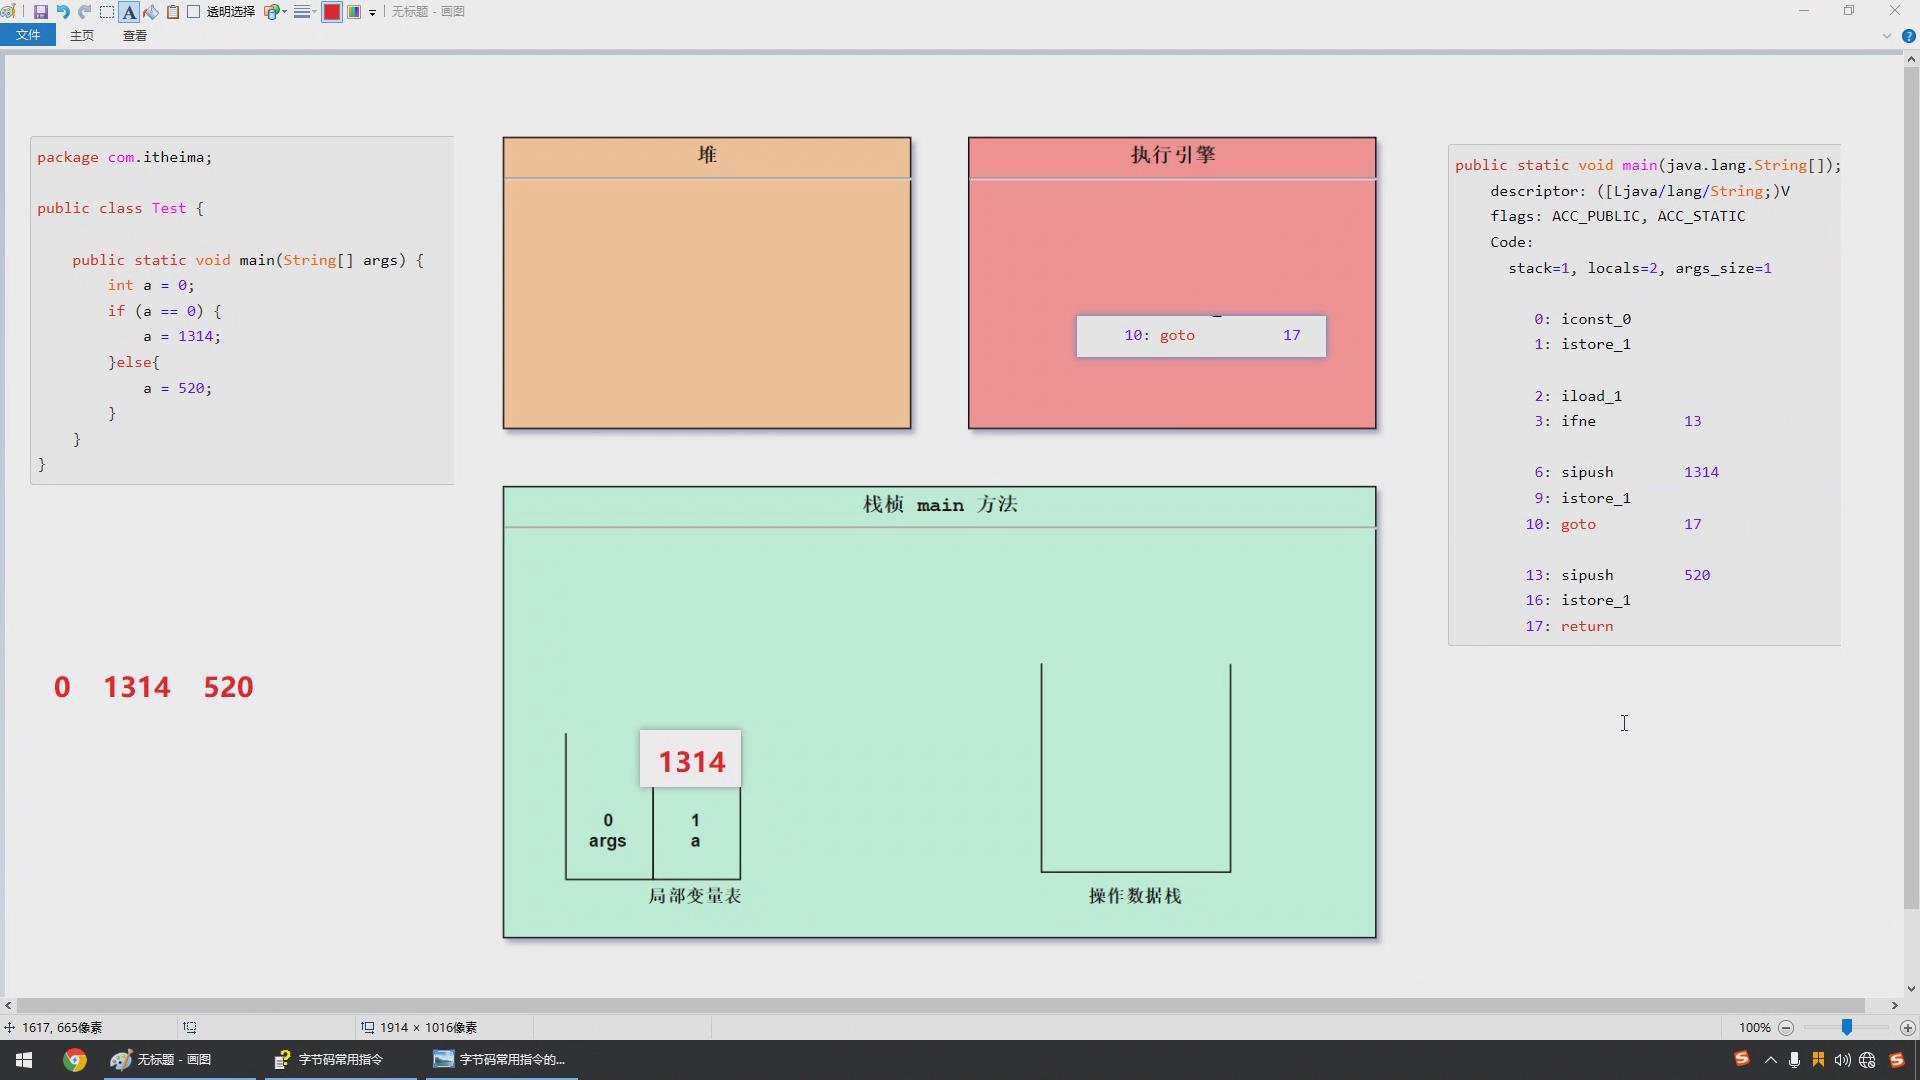 透明选择
无标题 - 画图
文件 主页 查看
package com.itheima;
public class Test {
public static void main(String[] args) {
int a = 0;
if (a == 0) {
a = 1314;
}else{
a = 520;
}
}
}
0 1314 520
堆
执行引擎
10: goto 17
栈桢 main 方法
1314
0
args
1
a
局部变量表
操作数据栈
public static void main(java.lang.String[]);
descriptor: ([Ljava/lang/String;)V
flags: ACC_PUBLIC, ACC_STATIC
Code:
stack=1, locals=2, args_size=1
0: iconst_0
1: istore_1
2: iload_1
3: ifne 13
6: sipush 1314
9: istore_1
10: goto 17
13: sipush 520
16: istore_1
17: return
1617, 665像素
1914 × 1016像素
100%
无标题 - 画图
字节码常用指令
字节码常用指令的...